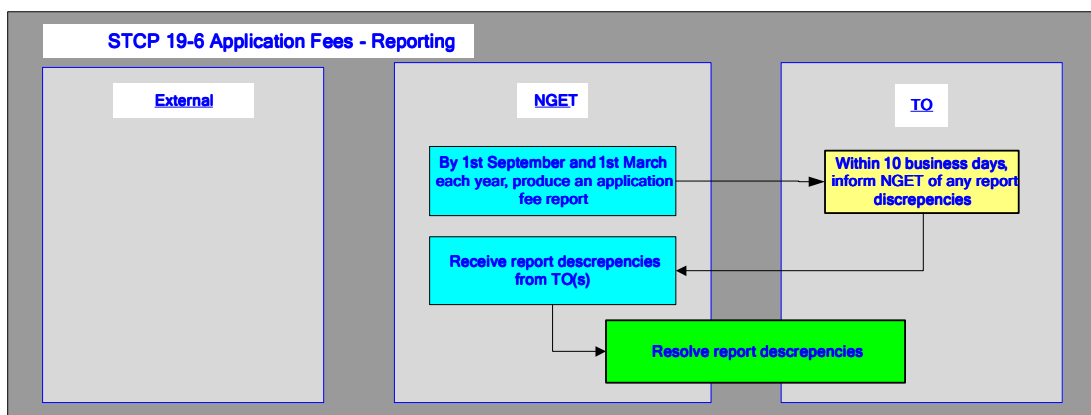 STCP 19-6 Application Fees - Reporting
External
NGET
TO
By 1st September and 1st March
each year, produce an application
fee report
Within 10 business days,
inform NGET of any report
discrepencies
Receive report descrepencies
from TO(s)
Resolve report descrepencies